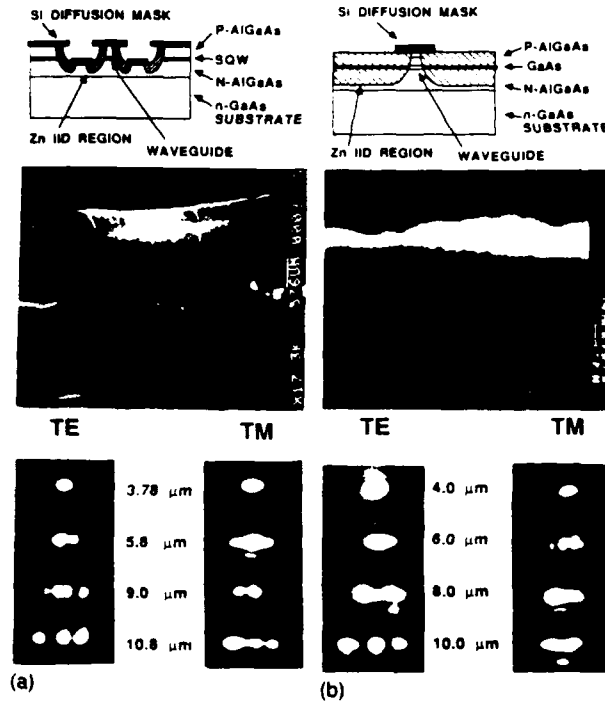 Si DIFFUSION MASK
P-AlGaAs
SQW
N-AlGaAs
n-GaAs
SUBSTRATE
Zn IID REGION
WAVEGUIDE
Si DIFFUSION MASK
P-AlGaAs
GaAs
N-AlGaAs
n-GaAs
SUBSTRATE
Zn IID REGION
WAVEGUIDE
X17.3K
TE
TM
TE
TM
3.78 μm
5.8 μm
9.0 μm
10.8 μm
4.0 μm
6.0 μm
8.0 μm
10.0 μm
(a)
(b)